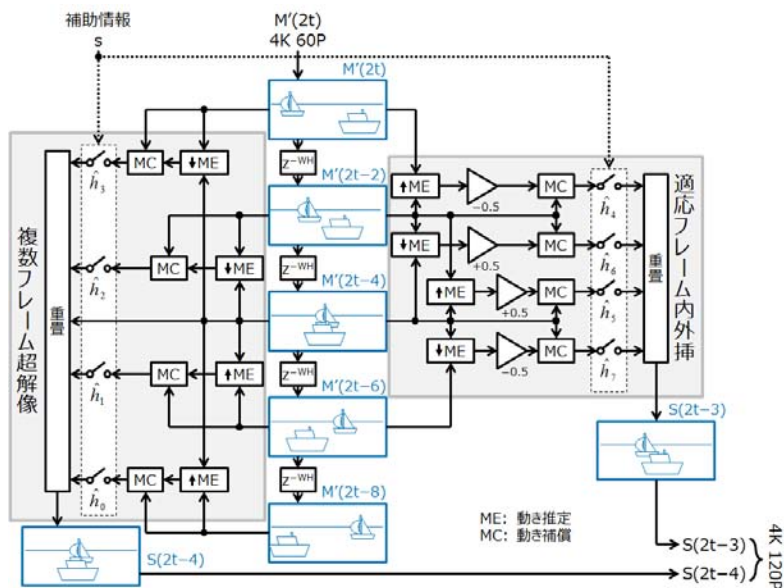 補助情報
s
M′(2t)
4K 60P
M′(2t)
MC
↓ME
ĥ₃
z⁻ᵂᴴ
M′(2t−2)
↑ME
−0.5
MC
ĥ₄
複数フレーム超解像
重畳
適応フレーム内外挿
重畳
↓ME
+0.5
MC
ĥ₆
MC
↓ME
ĥ₂
z⁻ᵂᴴ
M′(2t−4)
↑ME
+0.5
MC
ĥ₅
↓ME
−0.5
MC
ĥ₇
MC
↑ME
ĥ₁
z⁻ᵂᴴ
M′(2t−6)
S(2t−3)
MC
↑ME
ĥ₀
z⁻ᵂᴴ
M′(2t−8)
S(2t−4)
ME: 動き推定
MC: 動き補償
S(2t−3)
S(2t−4)
4K 120P